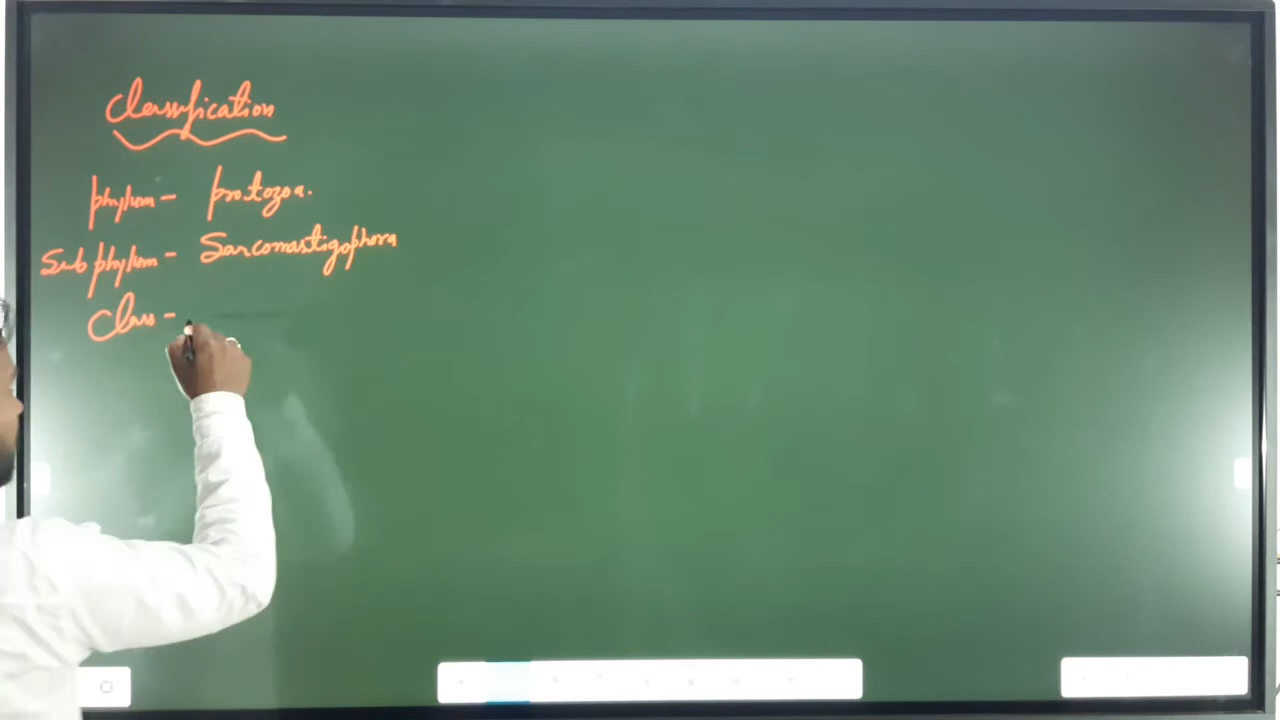 Classification
phylum - protozoa.
Sub phylum - Sarcomastigophora
Class -